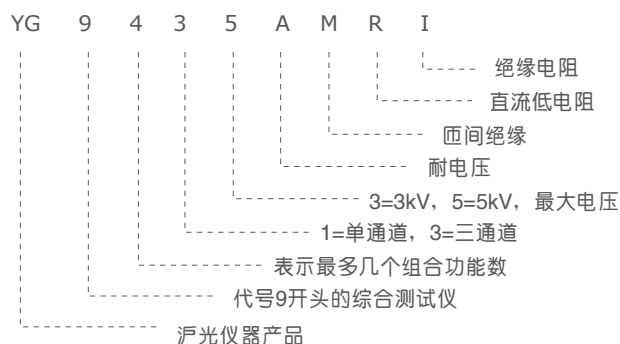 YG 9 4 3 5 A M R I
绝缘电阻
直流低电阻
匝间绝缘
耐电压
3=3kV，5=5kV，最大电压
1=单通道，3=三通道
表示最多几个组合功能数
代号9开头的综合测试仪
沪光仪器产品